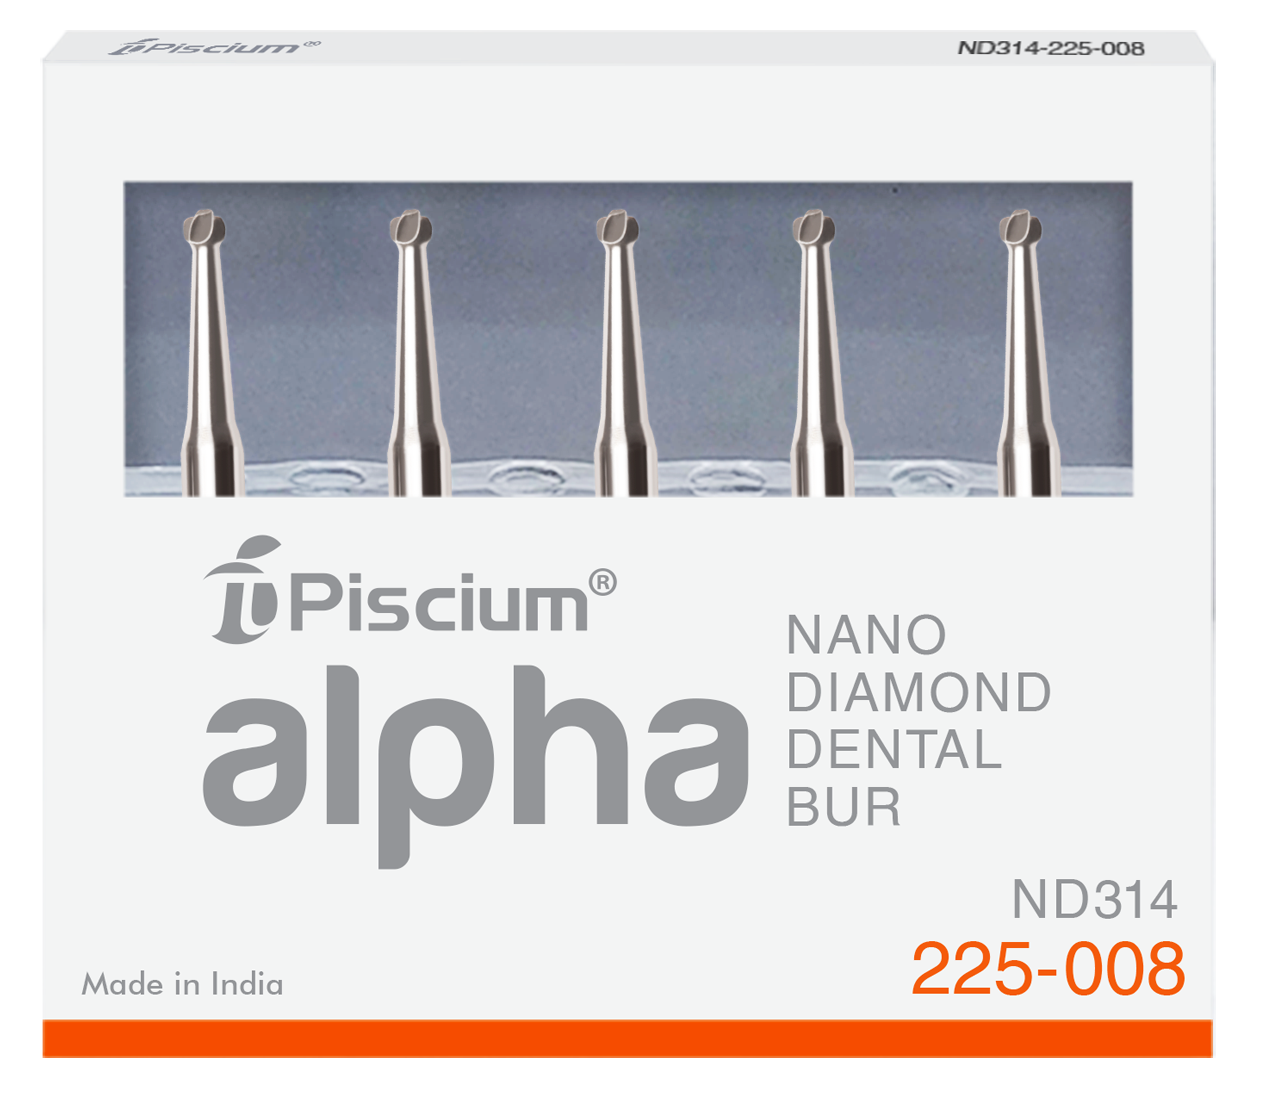 Piscium®
ND314-225-008
Piscium®
alpha
NANO
DIAMOND
DENTAL
BUR
ND314
225-008
Made in India